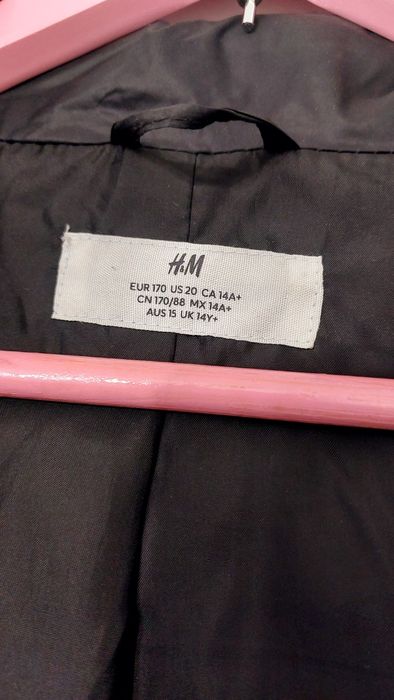 H&M
EUR 170 US 20 CA 14A+
CN 170/88 MX 14A+
AUS 15 UK 14Y+